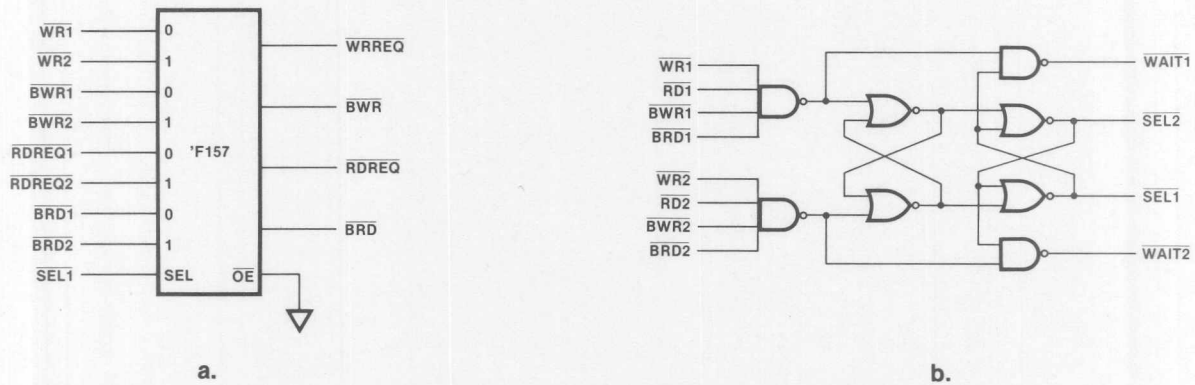 WR1
WR2
BWR1
BWR2
RDREQ1
RDREQ2
BRD1
BRD2
SEL1
0
1
0
1
0
1
0
1
SEL
'F157
OE
WRREQ
BWR
RDREQ
BRD
a.
WR1
RD1
BWR1
BRD1
WR2
RD2
BWR2
BRD2
WAIT1
SEL2
SEL1
WAIT2
b.